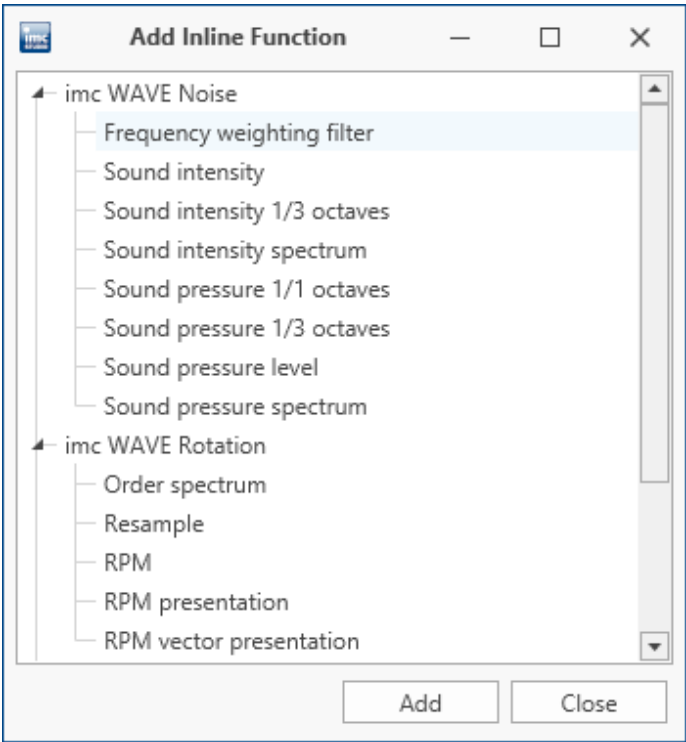 imc
Add Inline Function
imc WAVE Noise
Frequency weighting filter
Sound intensity
Sound intensity 1/3 octaves
Sound intensity spectrum
Sound pressure 1/1 octaves
Sound pressure 1/3 octaves
Sound pressure level
Sound pressure spectrum
imc WAVE Rotation
Order spectrum
Resample
RPM
RPM presentation
RPM vector presentation
Add Close